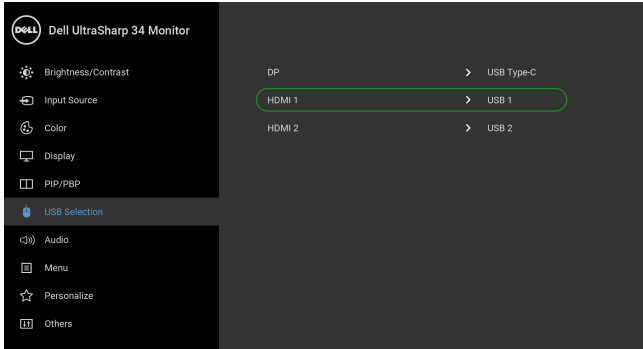 DELL Dell UltraSharp 34 Monitor
Brightness/Contrast
DP USB Type-C
Input Source
HDMI 1 USB 1
Color
HDMI 2 USB 2
Display
PIP/PBP
USB Selection
Audio
Menu
Personalize
Others